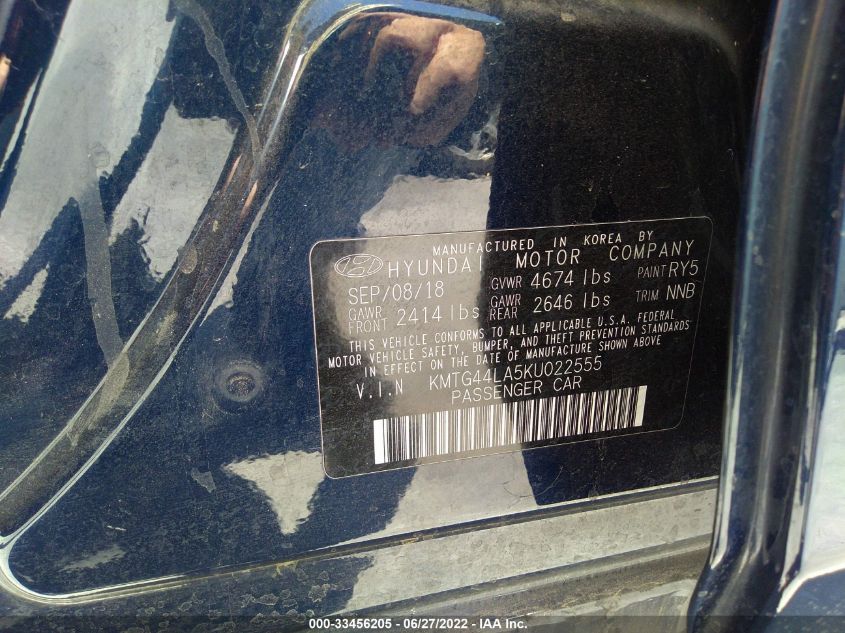 MANUFACTURED IN KOREA BY
HYUNDAI MOTOR COMPANY
SEP/08/18 GVWR 4674 lbs PAINT RY5
GAWR FRONT 2414 lbs GAWR REAR 2646 lbs TRIM NNB
THIS VEHICLE CONFORMS TO ALL APPLICABLE U.S.A. FEDERAL
MOTOR VEHICLE SAFETY, BUMPER, AND THEFT PREVENTION STANDARDS
IN EFFECT ON THE DATE OF MANUFACTURE SHOWN ABOVE
V.I.N KMTG44LA5KU022555
PASSENGER CAR
000-33456205 - 06/27/2022 - IAA Inc.